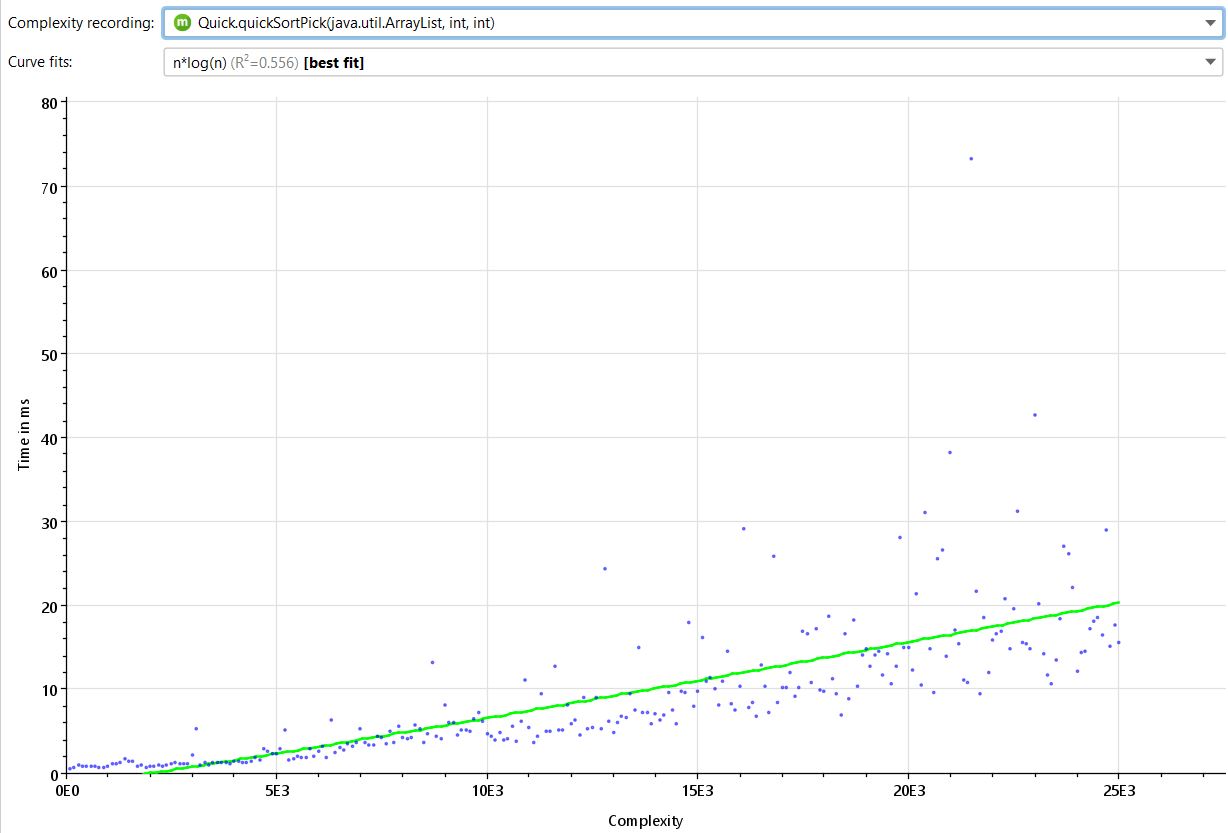 Complexity recording: m Quick.quickSortPick(java.util.ArrayList, int, int)
Curve fits: n*log(n) (R²=0.556) [best fit]
80
70
60
50
40
30
20
10
0
Time in ms
0E0 5E3 10E3 15E3 20E3 25E3
Complexity